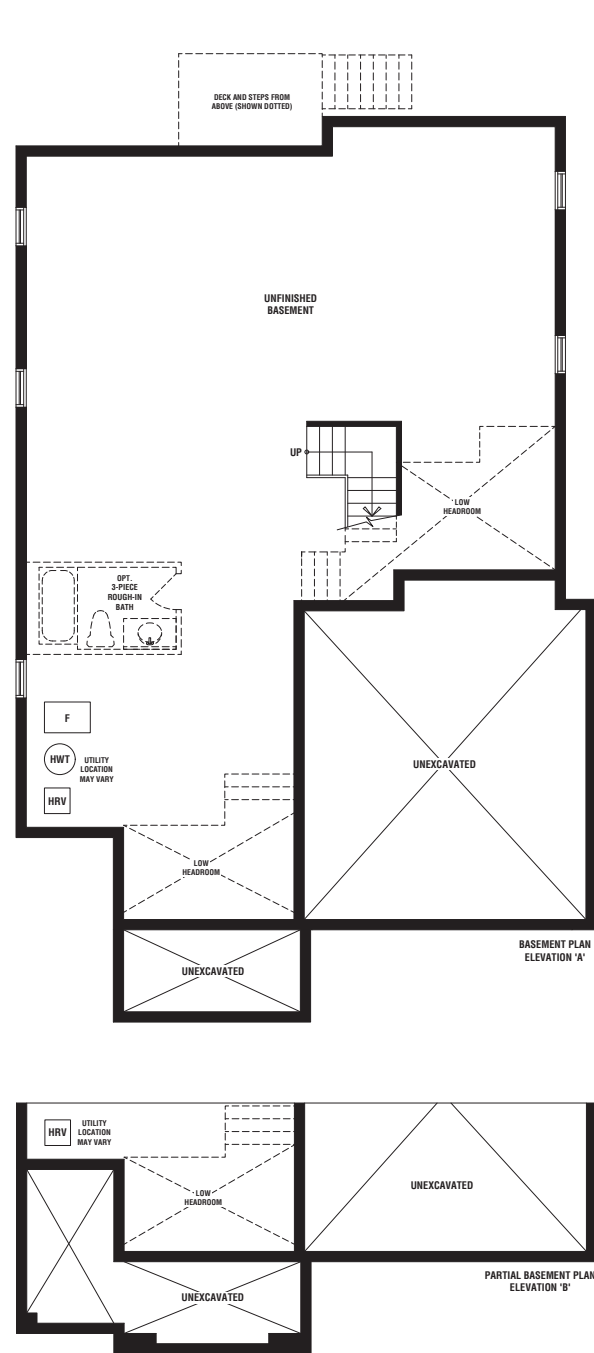 DECK AND STEPS FROM
ABOVE (SHOWN DOTTED)
UNFINISHED
BASEMENT
UP
LOW
HEADROOM
OPT.
3-PIECE
ROUGH-IN
BATH
F
HWT
UTILITY
LOCATION
MAY VARY
HRV
UNEXCAVATED
LOW
HEADROOM
BASEMENT PLAN
ELEVATION 'A'
UNEXCAVATED
HRV
UTILITY
LOCATION
MAY VARY
LOW
HEADROOM
UNEXCAVATED
PARTIAL BASEMENT PLAN
ELEVATION 'B'
UNEXCAVATED